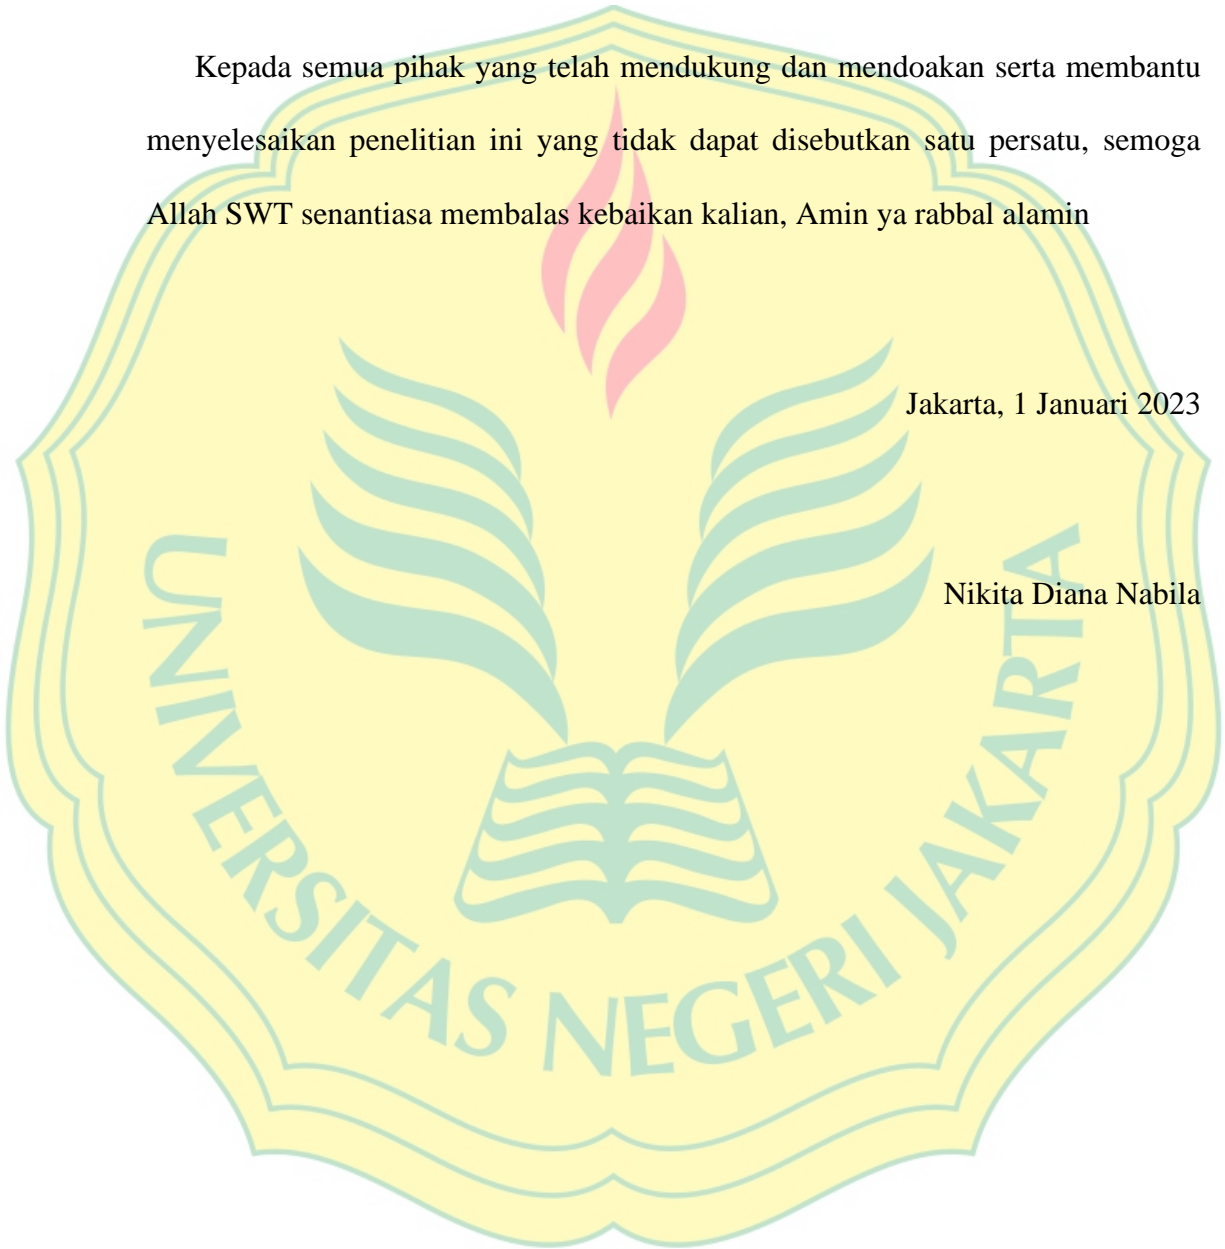 Kepada semua pihak yang telah mendukung dan mendoakan serta membantu
menyelesaikan penelitian ini yang tidak dapat disebutkan satu persatu, semoga
Allah SWT senantiasa membalas kebaikan kalian, Amin ya rabbal alamin
Jakarta, 1 Januari 2023
Nikita Diana Nabila
UNIVERSITAS NEGERI JAKARTA